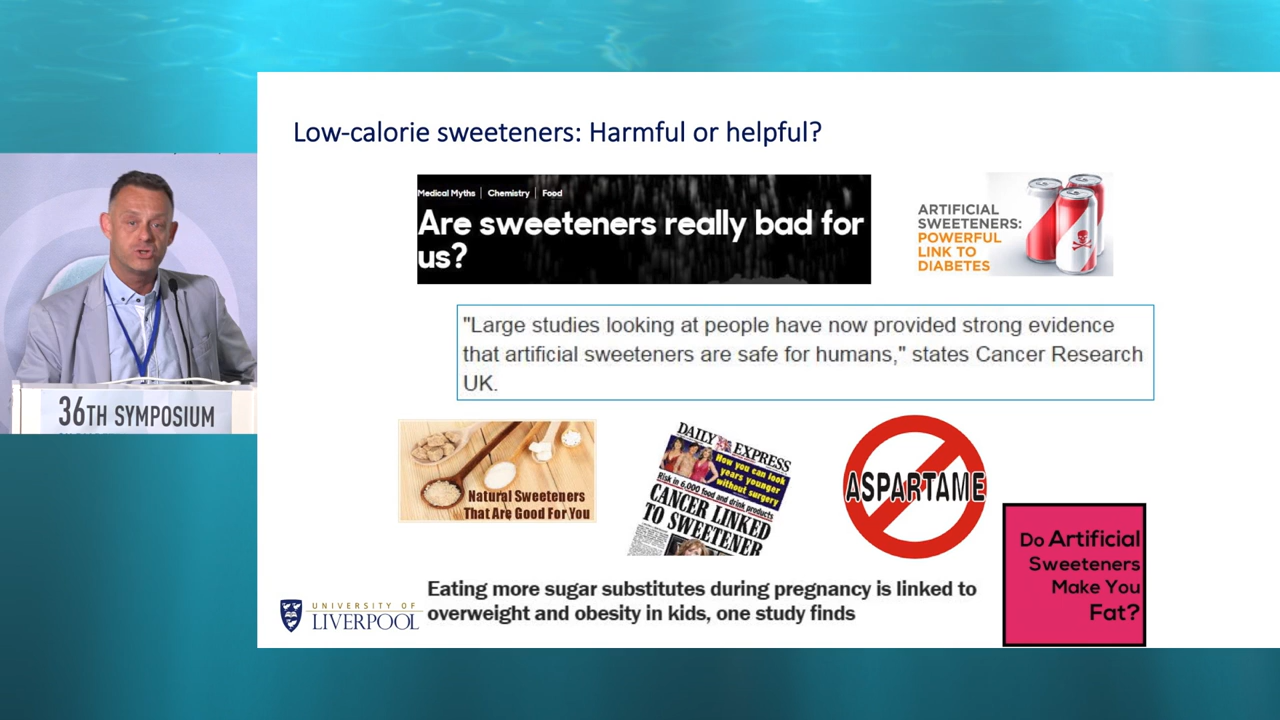 Low-calorie sweeteners: Harmful or helpful?
Medical Myths | Chemistry | Food
Are sweeteners really bad for
us?
ARTIFICIAL
SWEETENERS:
POWERFUL
LINK TO
DIABETES
"Large studies looking at people have now provided strong evidence
that artificial sweeteners are safe for humans," states Cancer Research
UK.
36TH SYMPOSIUM
Natural Sweeteners
That Are Good For You
DAILY EXPRESS
How you can look
years younger
without surgery
Risk in 6,000 food and drink products
CANCER LINKED
TO SWEETENER
ASPARTAME
Do Artificial
Sweeteners
Make You
Fat?
Eating more sugar substitutes during pregnancy is linked to
overweight and obesity in kids, one study finds
UNIVERSITY OF
LIVERPOOL